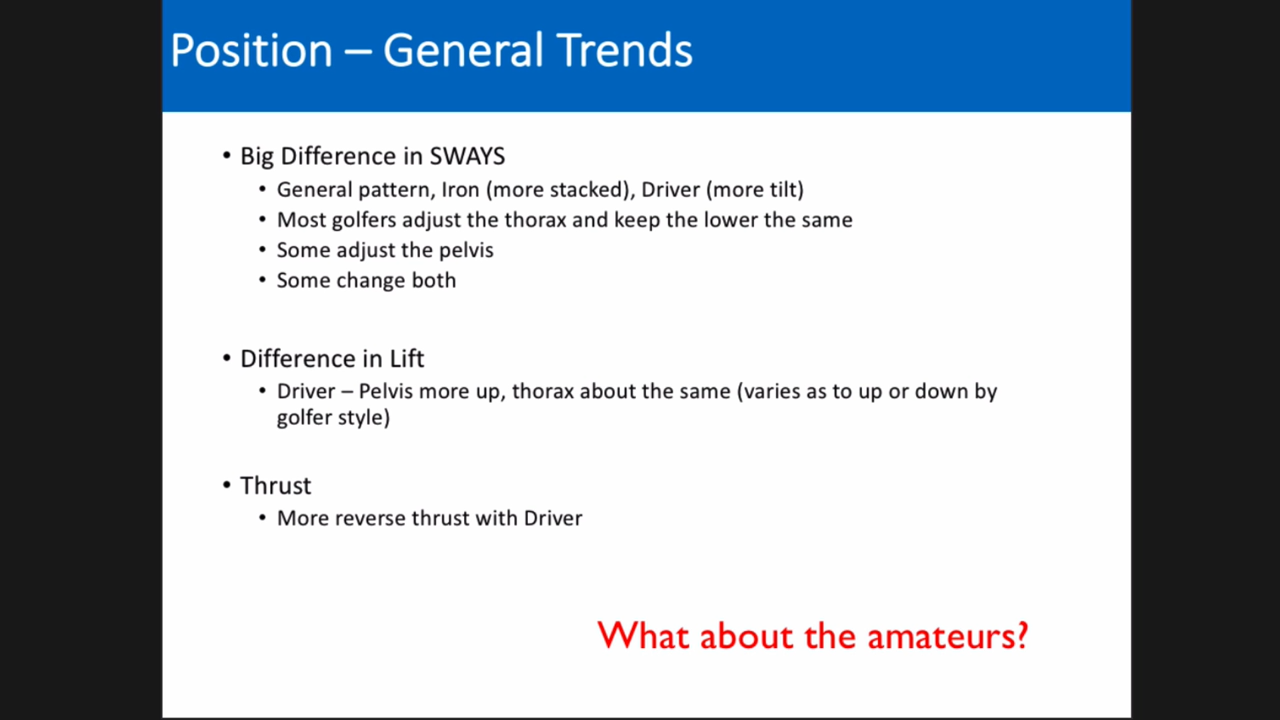 Position – General Trends
• Big Difference in SWAYS
• General pattern, Iron (more stacked), Driver (more tilt)
• Most golfers adjust the thorax and keep the lower the same
• Some adjust the pelvis
• Some change both
• Difference in Lift
• Driver – Pelvis more up, thorax about the same (varies as to up or down by
golfer style)
• Thrust
• More reverse thrust with Driver
What about the amateurs?